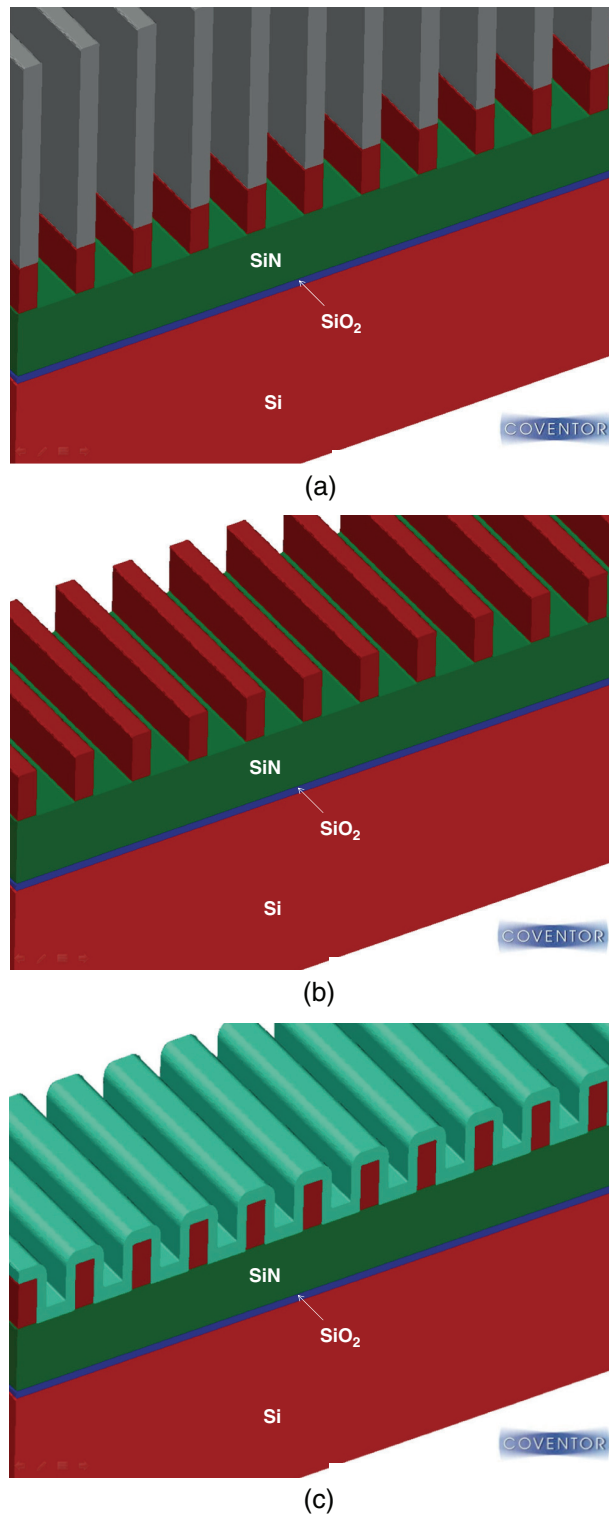 SiN
SiO₂
Si
COVENTOR
(a)
SiN
SiO₂
Si
COVENTOR
(b)
SiN
SiO₂
Si
COVENTOR
(c)